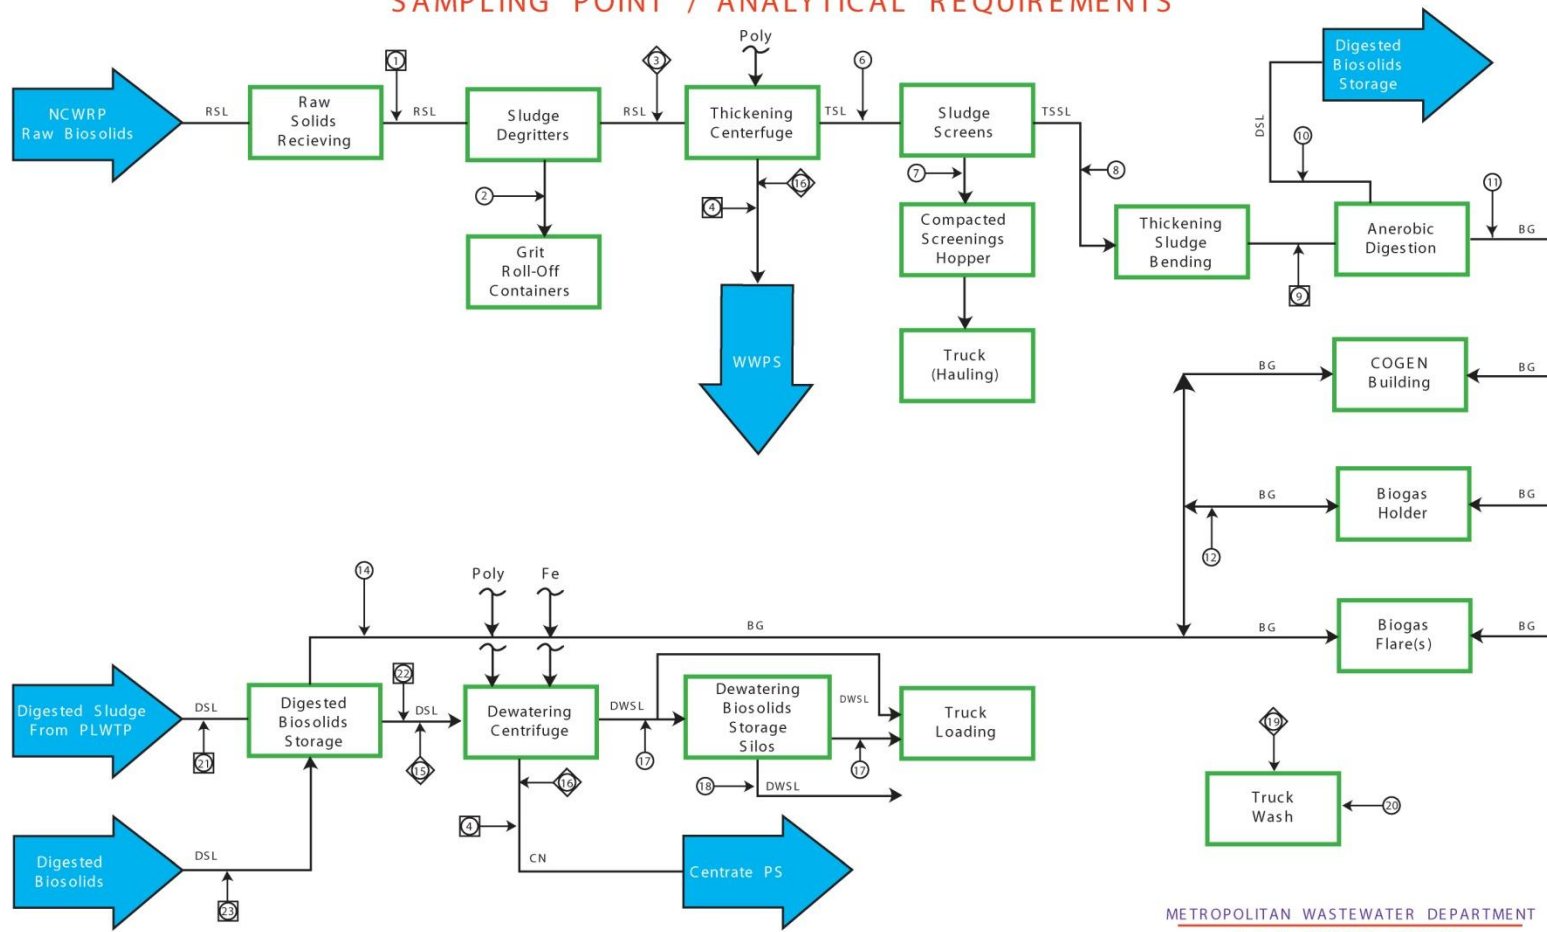 SAMPLING POINT / ANALYTICAL REQUIREMENTS
NCWRP
Raw Biosolids
RSL
Raw
Solids
Recieving
1
RSL
Sludge
Degritters
RSL
3
Poly
Thickening
Centerfuge
TSL
6
Sludge
Screens
TSSL
Digested
Biosolids
Storage
DSL
10
2
Grit
Roll-Off
Containers
16
4
WWPS
7
Compacted
Screenings
Hopper
Truck
(Hauling)
8
Thickening
Sludge
Bending
9
Anerobic
Digestion
11
BG
BG
COGEN
Building
BG
BG
Biogas
Holder
BG
12
14
Poly
Fe
BG
BG
Biogas
Flare(s)
BG
Digested Sludge
From PLWTP
DSL
21
Digested
Biosolids
Storage
22
DSL
15
Dewatering
Centrifuge
DWSL
17
Dewatering
Biosolids
Storage
Silos
DWSL
17
Truck
Loading
18
DWSL
16
4
CN
Centrate PS
Digested
Biosolids
DSL
23
19
Truck
Wash
20
METROPOLITAN WASTEWATER DEPARTMENT